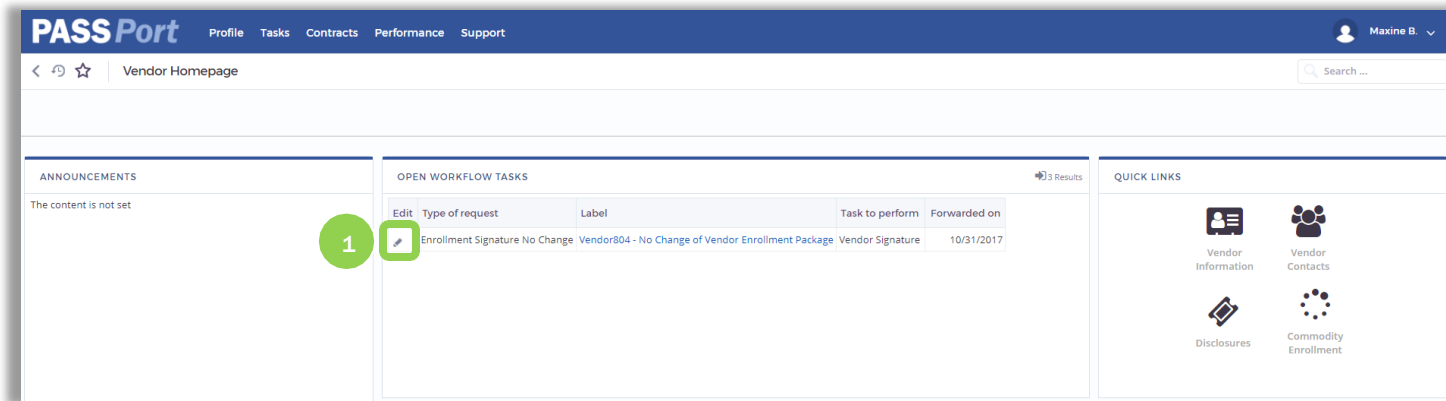 PASSPort Profile Tasks Contracts Performance Support Maxine B.
Vendor Homepage Search ...
ANNOUNCEMENTS
The content is not set
OPEN WORKFLOW TASKS 3 Results
Edit Type of request Label Task to perform Forwarded on
1 Enrollment Signature No Change Vendor804 - No Change of Vendor Enrollment Package Vendor Signature 10/31/2017
QUICK LINKS
Vendor Information
Vendor Contacts
Disclosures
Commodity Enrollment